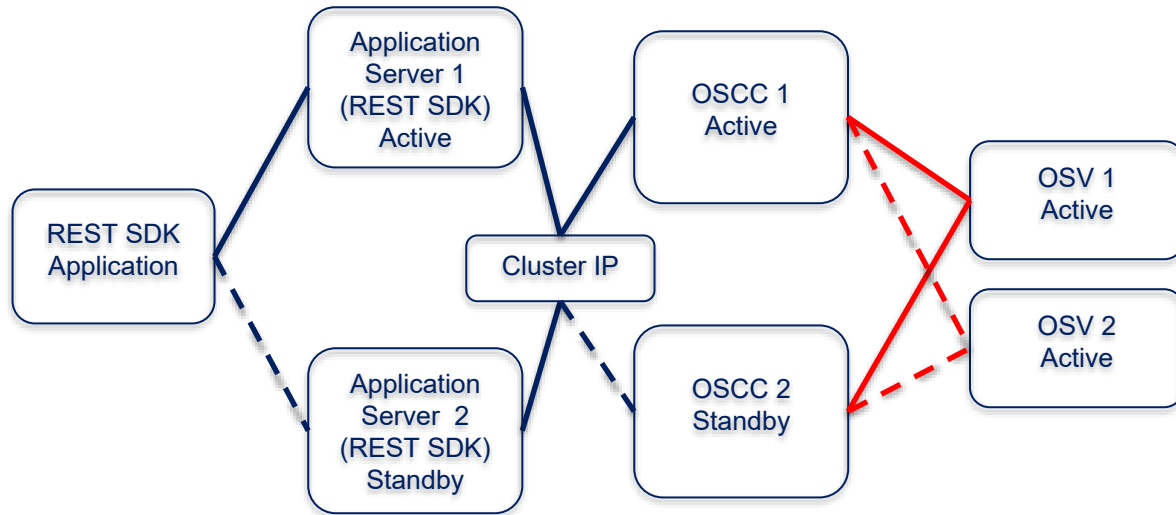 REST SDK
Application
Application
Server 1
(REST SDK)
Active
Application
Server 2
(REST SDK)
Standby
Cluster IP
OSCC 1
Active
OSCC 2
Standby
OSV 1
Active
OSV 2
Active